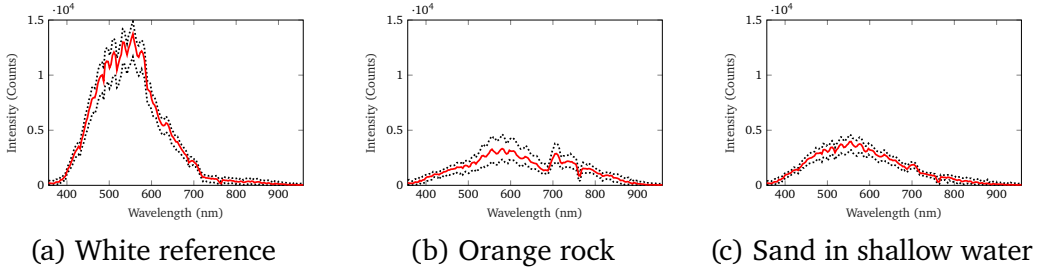 ·10⁴
1.5
1
0.5
0
Intensity (Counts)
400 500 600 700 800 900
Wavelength (nm)
(a) White reference
·10⁴
1.5
1
0.5
0
Intensity (Counts)
400 500 600 700 800 900
Wavelength (nm)
(b) Orange rock
·10⁴
1.5
1
0.5
0
Intensity (Counts)
400 500 600 700 800 900
Wavelength (nm)
(c) Sand in shallow water